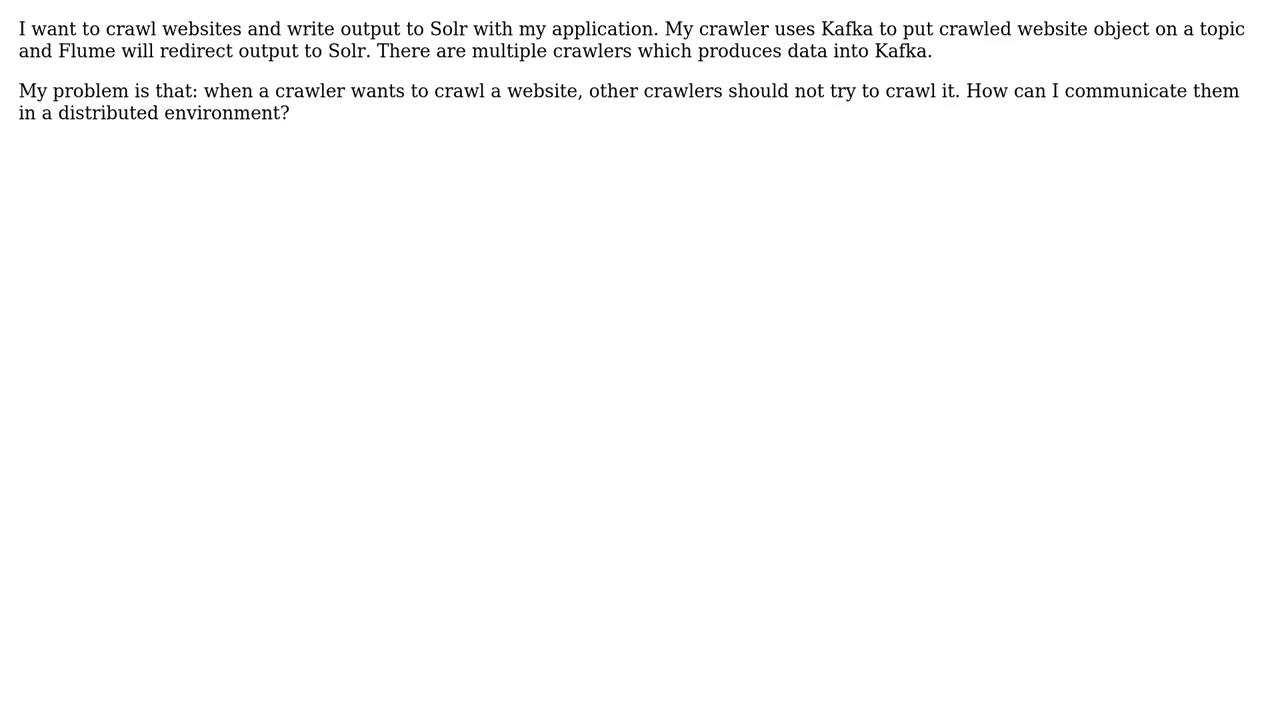 I want to crawl websites and write output to Solr with my application. My crawler uses Kafka to put crawled website object on a topic
and Flume will redirect output to Solr. There are multiple crawlers which produces data into Kafka.
My problem is that: when a crawler wants to crawl a website, other crawlers should not try to crawl it. How can I communicate them
in a distributed environment?